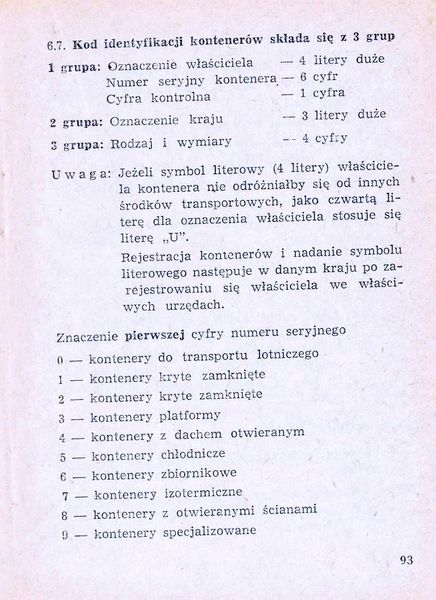 6.7. Kod identyfikacji kontenerów składa się z 3 grup
1 grupa: Oznaczenie właściciela — 4 litery duże
Numer seryjny kontenera — 6 cyfr
Cyfra kontrolna — 1 cyfra
2 grupa: Oznaczenie kraju — 3 litery duże
3 grupa: Rodzaj i wymiary — 4 cyfry
Uwaga: Jeżeli symbol literowy (4 litery) właścicie-
la kontenera nie odróżniałby się od innych
środków transportowych, jako czwartą li-
terę dla oznaczenia właściciela stosuje się
literę „U".
Rejestracja kontenerów i nadanie symbolu
literowego następuje w danym kraju po za-
rejestrowaniu się właściciela we właści-
wych urzędach.
Znaczenie pierwszej cyfry numeru seryjnego
0 — kontenery do transportu lotniczego
1 — kontenery kryte zamknięte
2 — kontenery kryte zamknięte
3 — kontenery platformy
4 — kontenery z dachem otwieranym
5 — kontenery chłodnicze
6 — kontenery zbiornikowe
7 — kontenery izotermiczne
8 — kontenery z otwieranymi ścianami
9 — kontenery specjalizowane
93